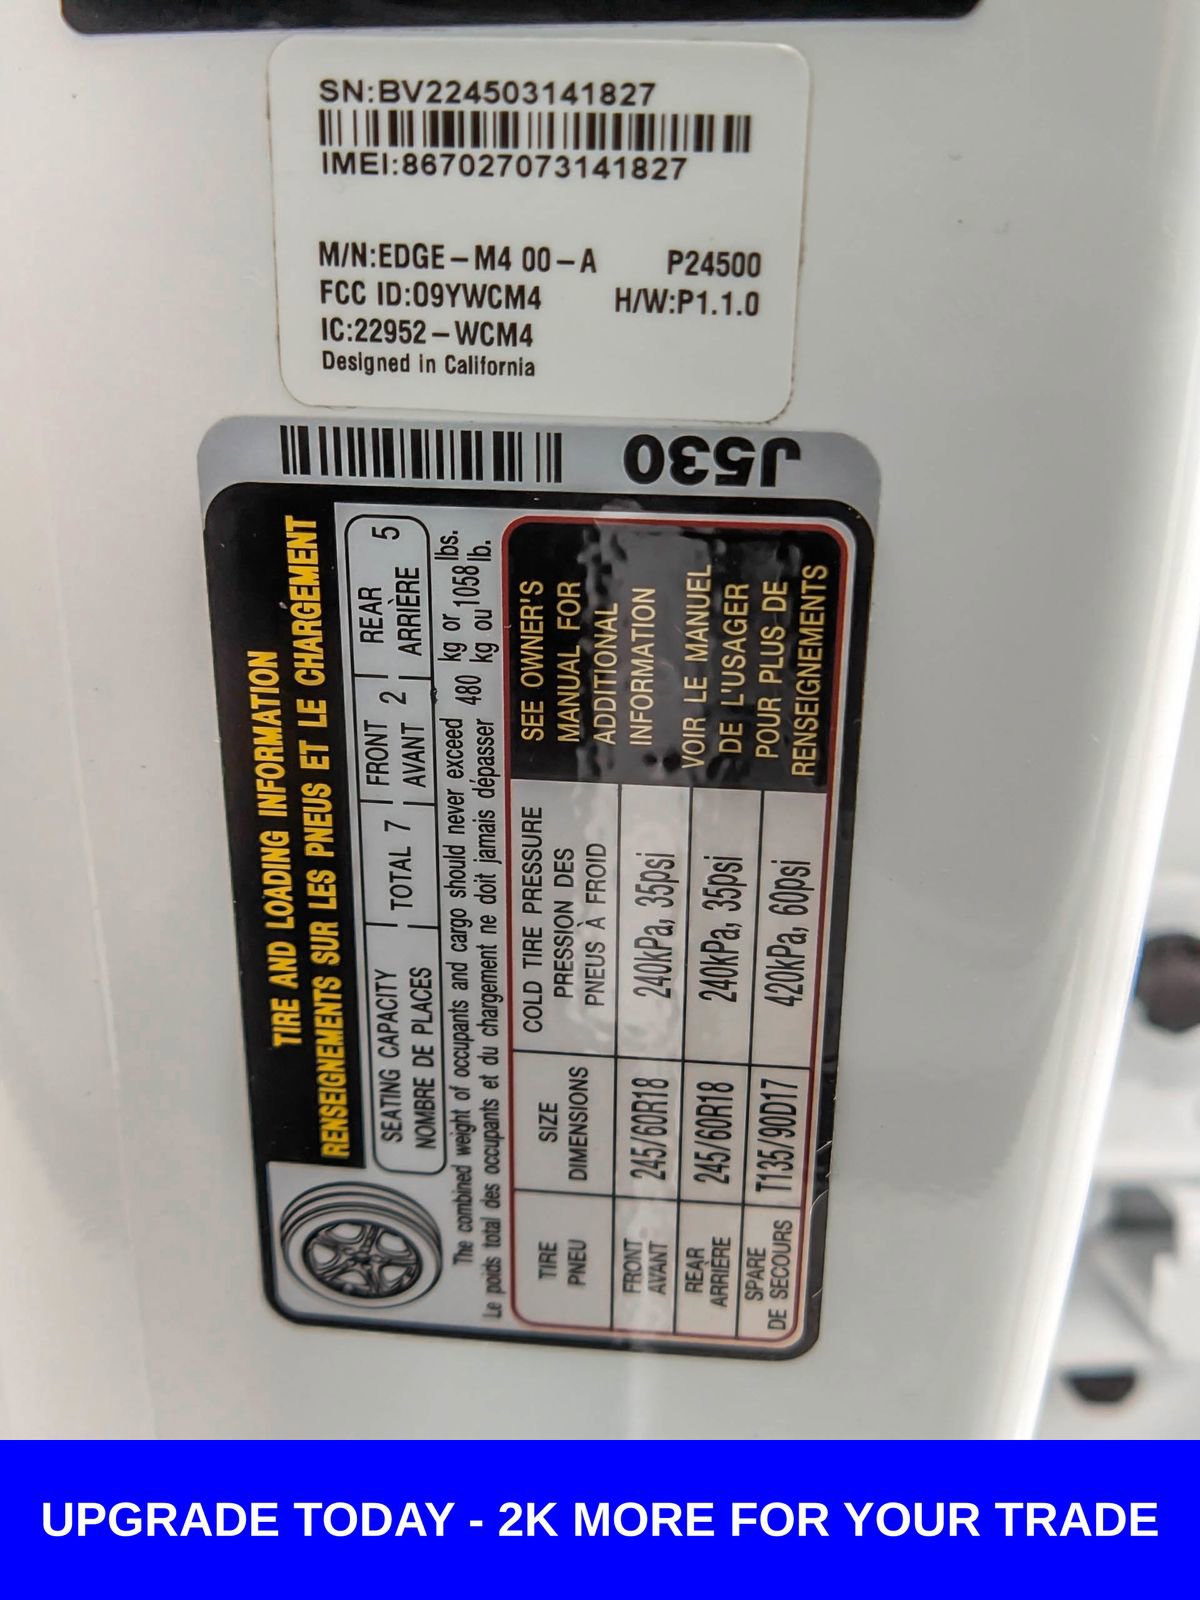 SN:BV224503141827
IMEI:867027073141827
M/N:EDGE-M4 00-A P24500
FCC ID:09YWCM4 H/W:P1.1.0
IC:22952-WCM4
Designed in California
J530
TIRE AND LOADING INFORMATION
RENSEIGNEMENTS SUR LES PNEUS ET LE CHARGEMENT
SEATING CAPACITY
NOMBRE DE PLACES
TOTAL 7
FRONT
AVANT 2
REAR
ARRIÈRE 5
The combined weight of occupants and cargo should never exceed 480 kg or 1058 lbs.
Le poids total des occupants et du chargement ne doit jamais dépasser kg ou lb.
TIRE
PNEU
SIZE
DIMENSIONS
COLD TIRE PRESSURE
PRESSION DES
PNEUS À FROID
FRONT
AVANT
245/60R18
240kPa, 35psi
REAR
ARRIÈRE
245/60R18
240kPa, 35psi
SPARE
DE SECOURS
T135/90D17
420kPa, 60psi
SEE OWNER'S
MANUAL FOR
ADDITIONAL
INFORMATION
VOIR LE MANUEL
DE L'USAGER
POUR PLUS DE
RENSEIGNEMENTS
UPGRADE TODAY - 2K MORE FOR YOUR TRADE